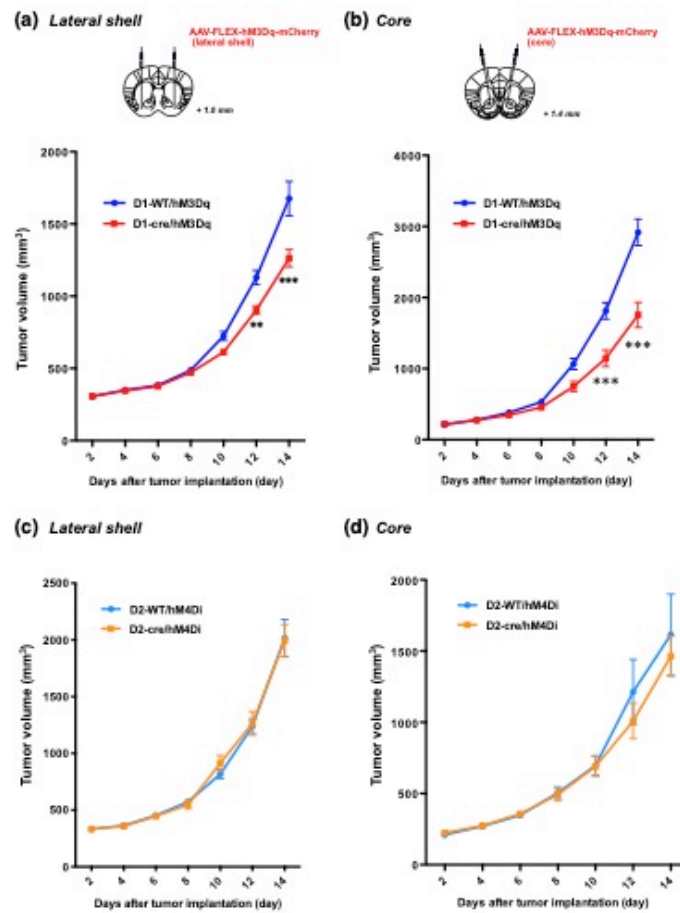 (a) Lateral shell
AAV-FLEX-hM3Dq-mCherry
(lateral shell)
2000
1500
1000
500
0
Tumor volume (mm³)
D1-WT/hM3Dq
D1-cre/hM3Dq
**
***
2 4 6 8 10 12 14
Days after tumor implantation (day)
(b) Core
AAV-FLEX-hM3Dq-mCherry
(core)
4000
3000
2000
1000
0
Tumor volume (mm³)
D1-WT/hM3Dq
D1-cre/hM3Dq
***
***
2 4 6 8 10 12 14
Days after tumor implantation (day)
(c) Lateral shell
2500
2000
1500
1000
500
0
Tumor volume (mm³)
D2-WT/hM4Di
D2-cre/hM4Di
2 4 6 8 10 12 14
Days after tumor implantation (day)
(d) Core
2000
1500
1000
500
0
Tumor volume (mm³)
D2-WT/hM4Di
D2-cre/hM4Di
2 4 6 8 10 12 14
Days after tumor implantation (day)